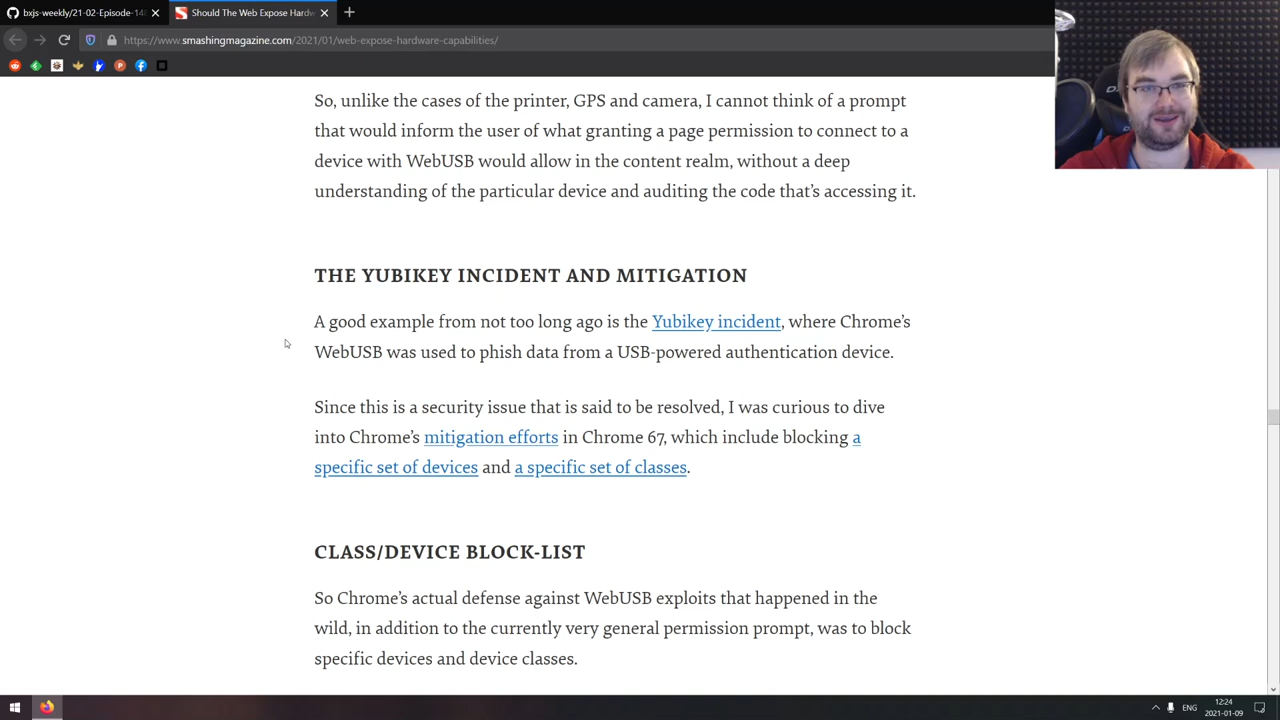 bxjs-weekly/21-02-Episode-14
Should The Web Expose Hardw
https://www.smashingmagazine.com/2021/01/web-expose-hardware-capabilities/
So, unlike the cases of the printer, GPS and camera, I cannot think of a prompt
that would inform the user of what granting a page permission to connect to a
device with WebUSB would allow in the content realm, without a deep
understanding of the particular device and auditing the code that’s accessing it.
THE YUBIKEY INCIDENT AND MITIGATION
A good example from not too long ago is the Yubikey incident, where Chrome’s
WebUSB was used to phish data from a USB-powered authentication device.
Since this is a security issue that is said to be resolved, I was curious to dive
into Chrome’s mitigation efforts in Chrome 67, which include blocking a
specific set of devices and a specific set of classes.
CLASS/DEVICE BLOCK-LIST
So Chrome’s actual defense against WebUSB exploits that happened in the
wild, in addition to the currently very general permission prompt, was to block
specific devices and device classes.
ENG
12:24
2021-01-09